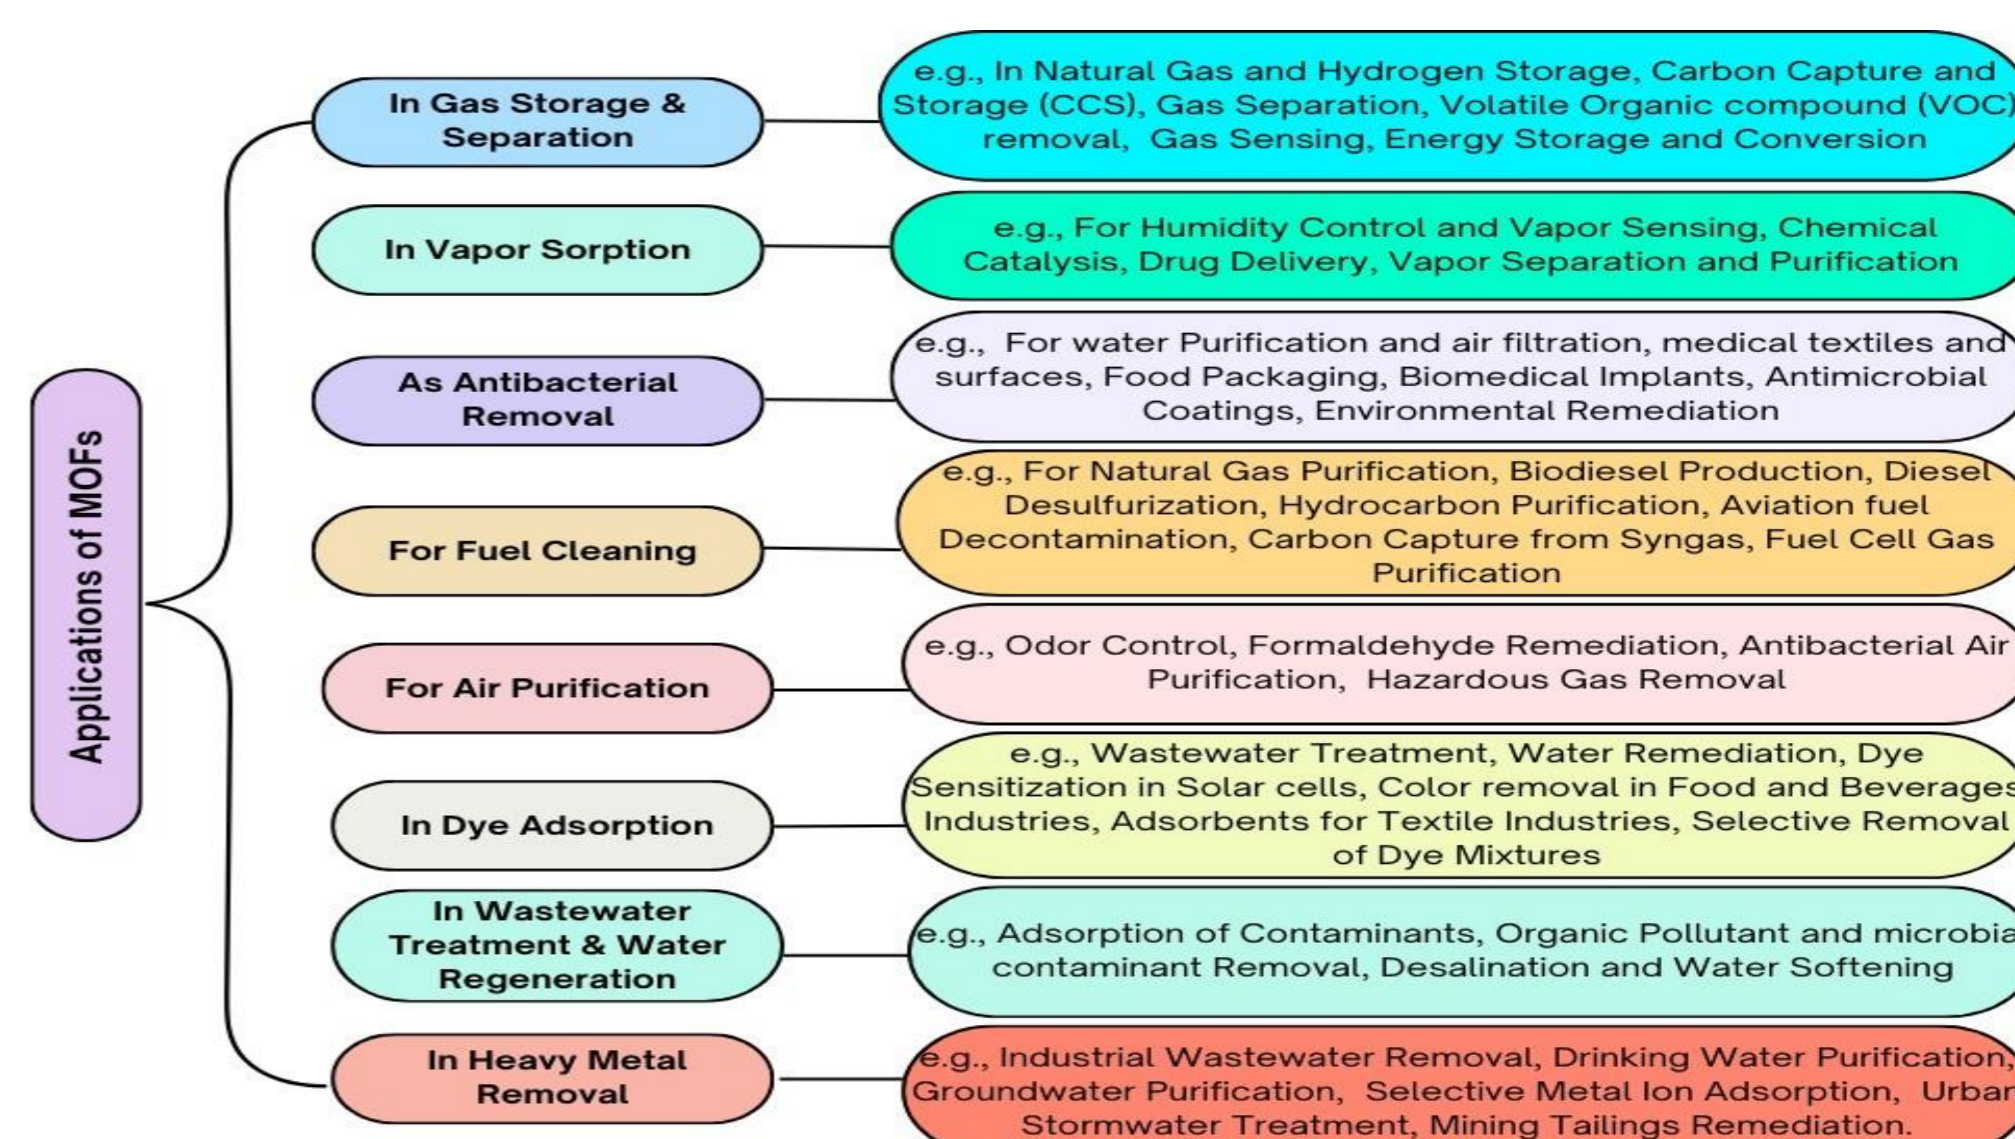 Applications of MOFs
In Gas Storage &
Separation
e.g., In Natural Gas and Hydrogen Storage, Carbon Capture and
Storage (CCS), Gas Separation, Volatile Organic compound (VOC)
removal, Gas Sensing, Energy Storage and Conversion
In Vapor Sorption
e.g., For Humidity Control and Vapor Sensing, Chemical
Catalysis, Drug Delivery, Vapor Separation and Purification
As Antibacterial
Removal
e.g., For water Purification and air filtration, medical textiles and
surfaces, Food Packaging, Biomedical Implants, Antimicrobial
Coatings, Environmental Remediation
For Fuel Cleaning
e.g., For Natural Gas Purification, Biodiesel Production, Diesel
Desulfurization, Hydrocarbon Purification, Aviation fuel
Decontamination, Carbon Capture from Syngas, Fuel Cell Gas
Purification
For Air Purification
e.g., Odor Control, Formaldehyde Remediation, Antibacterial Air
Purification, Hazardous Gas Removal
In Dye Adsorption
e.g., Wastewater Treatment, Water Remediation, Dye
Sensitization in Solar cells, Color removal in Food and Beverages
Industries, Adsorbents for Textile Industries, Selective Removal
of Dye Mixtures
In Wastewater
Treatment & Water
Regeneration
e.g., Adsorption of Contaminants, Organic Pollutant and microbia
contaminant Removal, Desalination and Water Softening
In Heavy Metal
Removal
e.g., Industrial Wastewater Removal, Drinking Water Purification,
Groundwater Purification, Selective Metal Ion Adsorption, Urban
Stormwater Treatment, Mining Tailings Remediation.